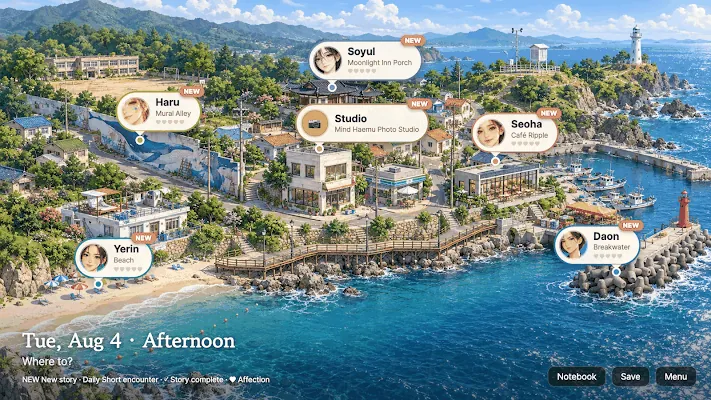 NEW
Soyul
Moonlight Inn Porch
NEW
Haru
Mural Alley
NEW
Studio
Mind Haemu Photo Studio
NEW
Seoha
Café Ripple
NEW
Yerin
Beach
NEW
Daon
Breakwater
Tue, Aug 4 · Afternoon
Where to?
NEW New story · Daily Short encounter · ✓ Story complete · ♥ Affection
Notebook
Save
Menu